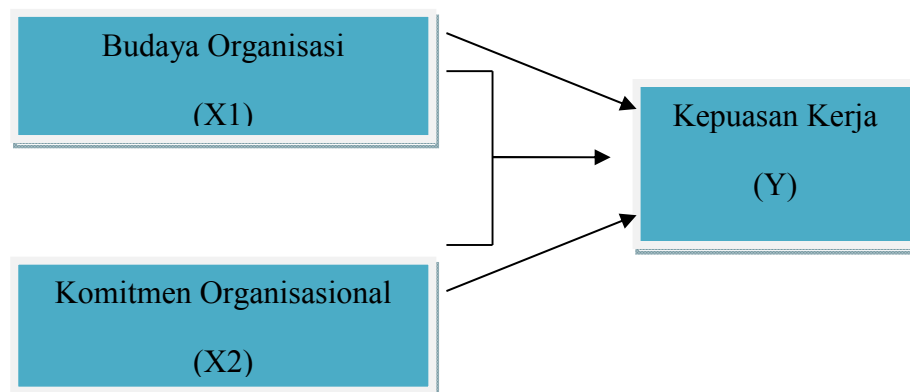 Budaya Organisasi
(X1)
Kepuasan Kerja
(Y)
Komitmen Organisasional
(X2)